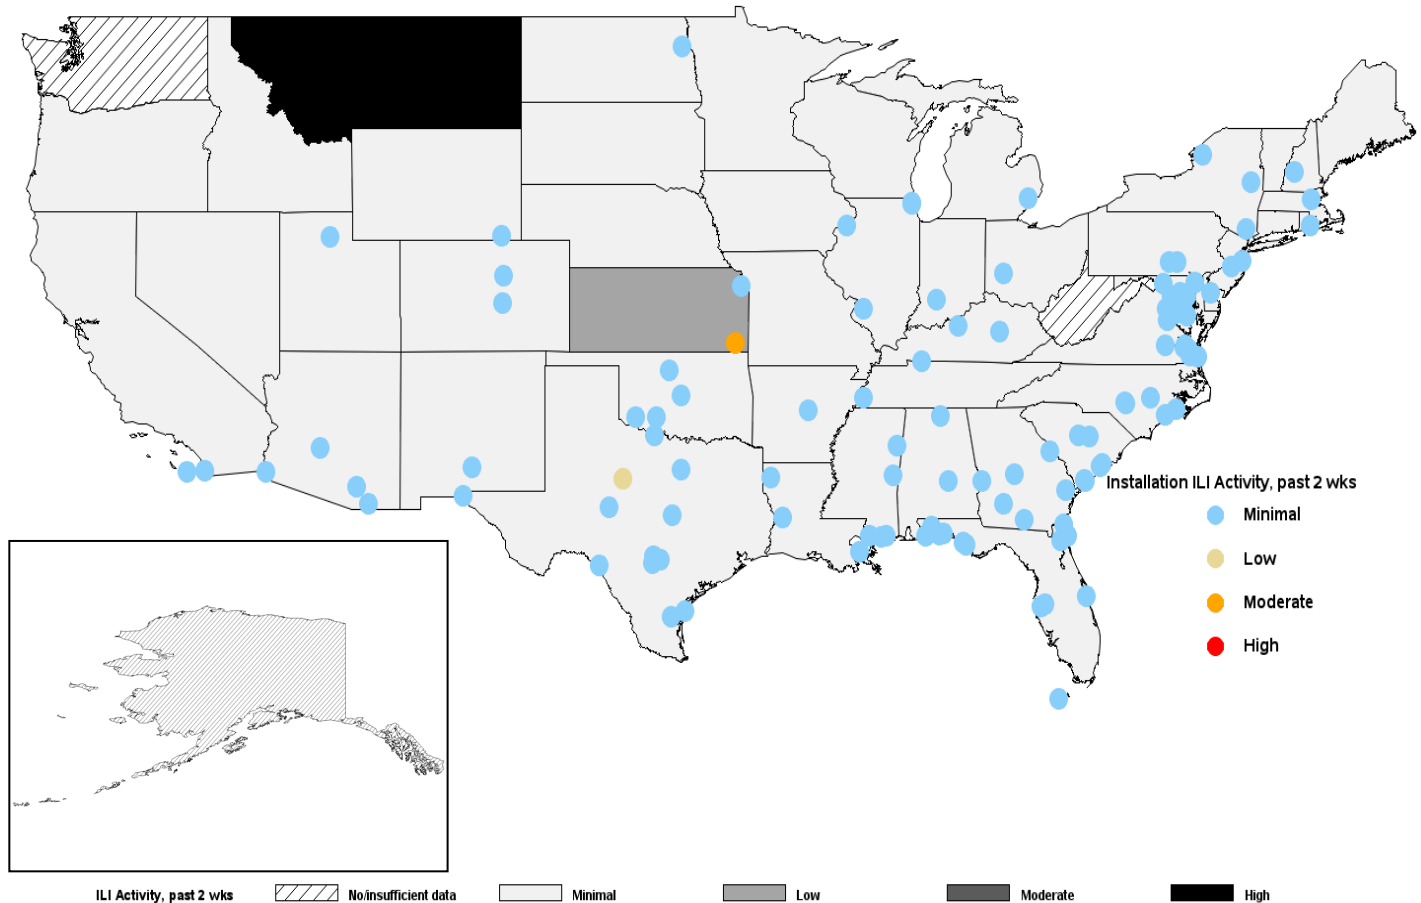 Installation ILI Activity, past 2 wks
Minimal
Low
Moderate
High
ILI Activity, past 2 wks No/insufficient data Minimal Low Moderate High